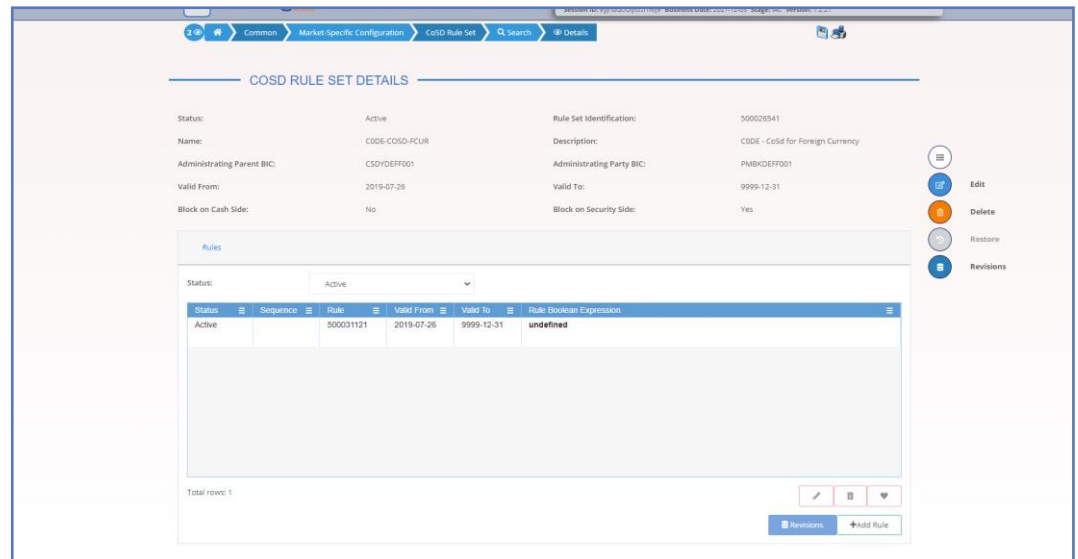 2 Common Market-Specific Configuration CoSD Rule Set Search Details
COSD RULE SET DETAILS
Status: Active Rule Set Identification: 500026541
Name: C0DE-COSD-FCUR Description: C0DE - CoSd for Foreign Currency
Administrating Parent BIC: CSDYDEFF001 Administrating Party BIC: PMBKDEFF001
Valid From: 2019-07-26 Valid To: 9999-12-31
Block on Cash Side: No Block on Security Side: Yes
Edit
Delete
Restore
Revisions
Rules
Status: Active
Status Sequence Rule Valid From Valid To Rule Boolean Expression
Active 500031121 2019-07-26 9999-12-31 undefined
Total rows: 1
Revisions +Add Rule